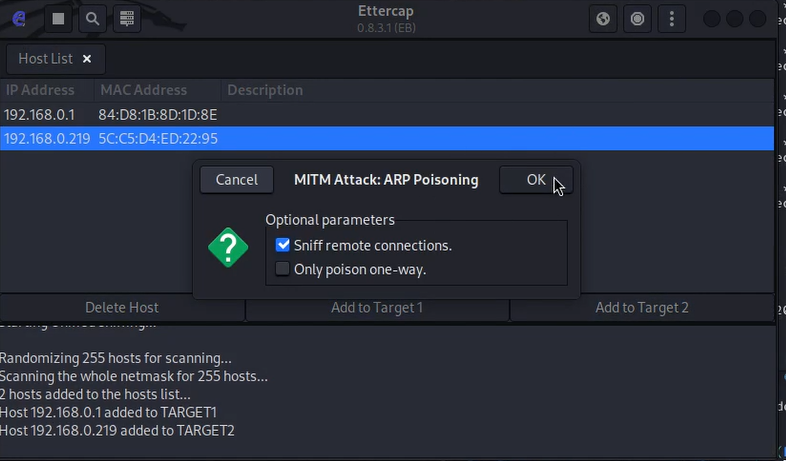 Ettercap
0.8.3.1 (EB)
Host List ×
IP Address MAC Address Description
192.168.0.1 84:D8:1B:8D:1D:8E
192.168.0.219 5C:C5:D4:ED:22:95
Cancel MITM Attack: ARP Poisoning OK
Optional parameters
Sniff remote connections.
Only poison one-way.
Delete Host Add to Target 1 Add to Target 2
Randomizing 255 hosts for scanning...
Scanning the whole netmask for 255 hosts...
2 hosts added to the hosts list...
Host 192.168.0.1 added to TARGET1
Host 192.168.0.219 added to TARGET2